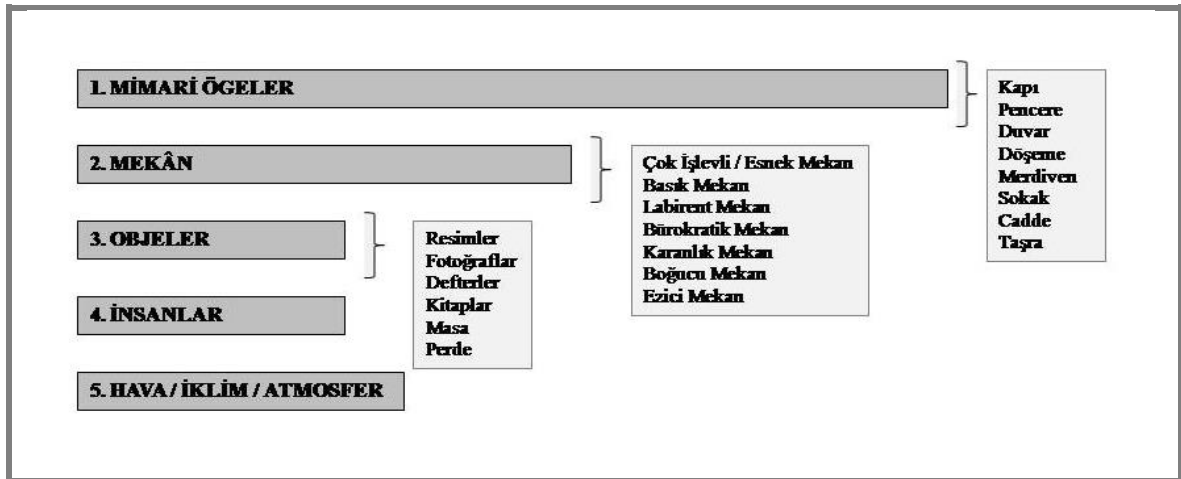 1. MİMARİ ÖGELER
Kapı
Pencere
Duvar
Döşeme
Merdiven
Sokak
Cadde
Taşra
2. MEKÂN
Çok İşlevli / Esnek Mekan
Basık Mekan
Labirent Mekan
Bürokratik Mekan
Karanlık Mekan
Boğucu Mekan
Ezici Mekan
3. OBJELER
Resimler
Fotoğraflar
Defterler
Kitaplar
Masa
Perde
4. İNSANLAR
5. HAVA / İKLİM / ATMOSFER